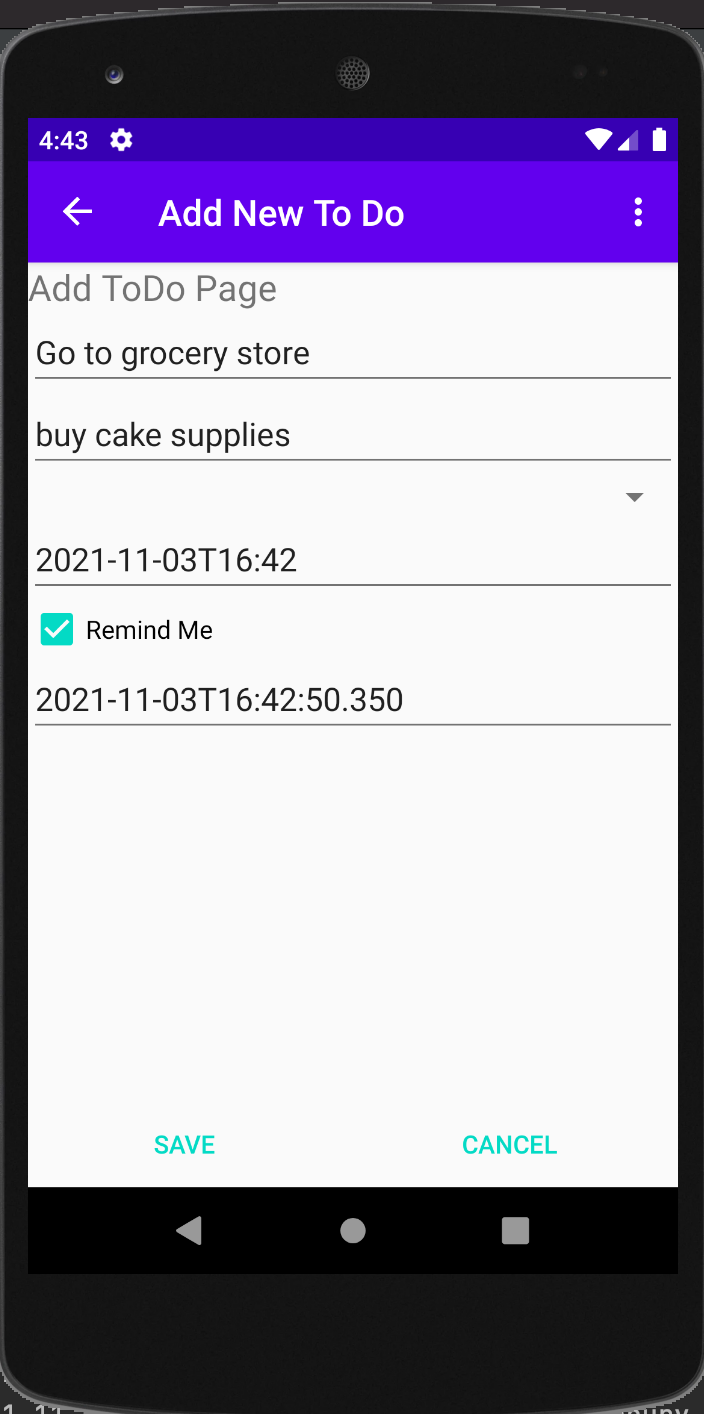 4:43
Add New To Do
Add ToDo Page
Go to grocery store
buy cake supplies
2021-11-03T16:42
Remind Me
2021-11-03T16:42:50.350
SAVE
CANCEL